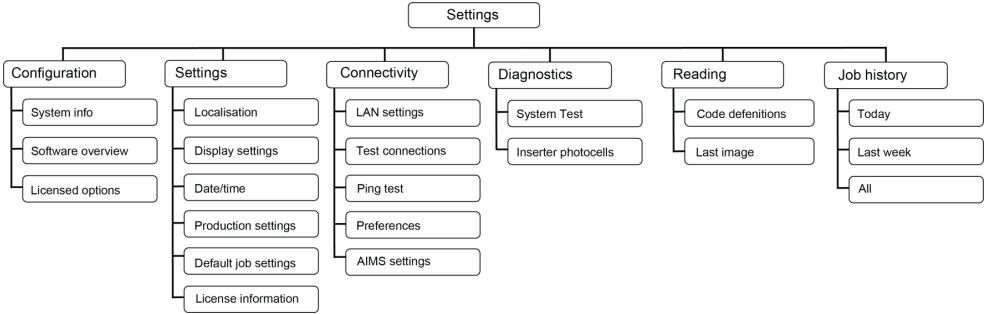 Settings
Configuration
System info
Software overview
Licensed options
Settings
Localisation
Display settings
Date/time
Production settings
Default job settings
License information
Connectivity
LAN settings
Test connections
Ping test
Preferences
AIMS settings
Diagnostics
System Test
Inserter photocells
Reading
Code defenitions
Last image
Job history
Today
Last week
All